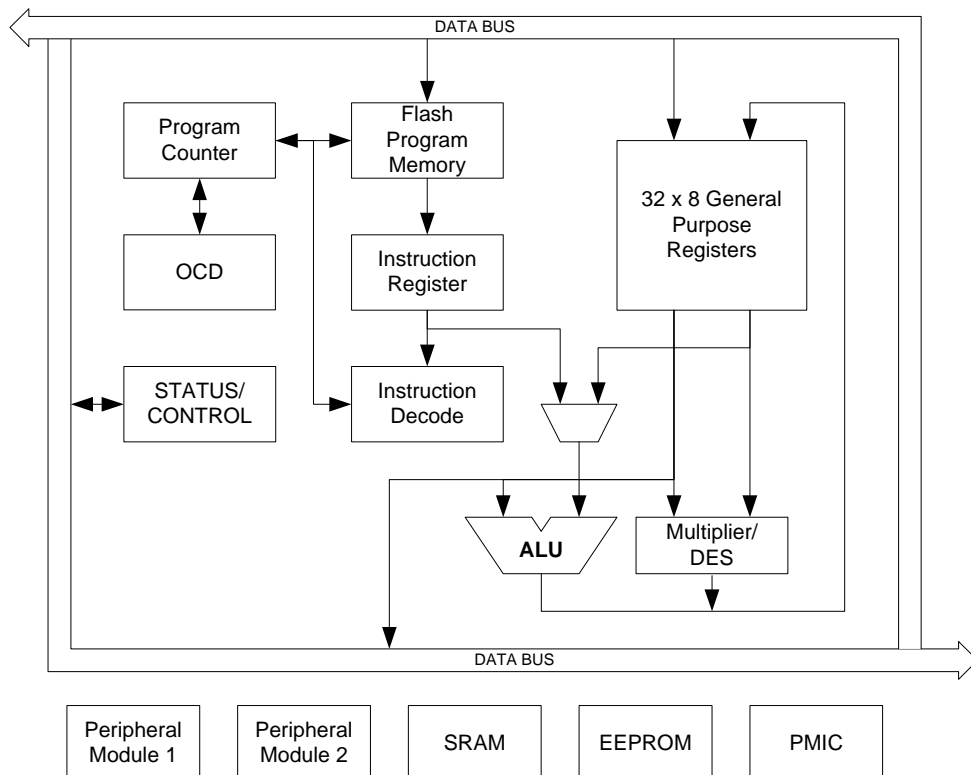 DATA BUS
Program
Counter
Flash
Program
Memory
32 x 8 General
Purpose
Registers
OCD
Instruction
Register
STATUS/
CONTROL
Instruction
Decode
ALU
Multiplier/
DES
DATA BUS
Peripheral
Module 1
Peripheral
Module 2
SRAM
EEPROM
PMIC